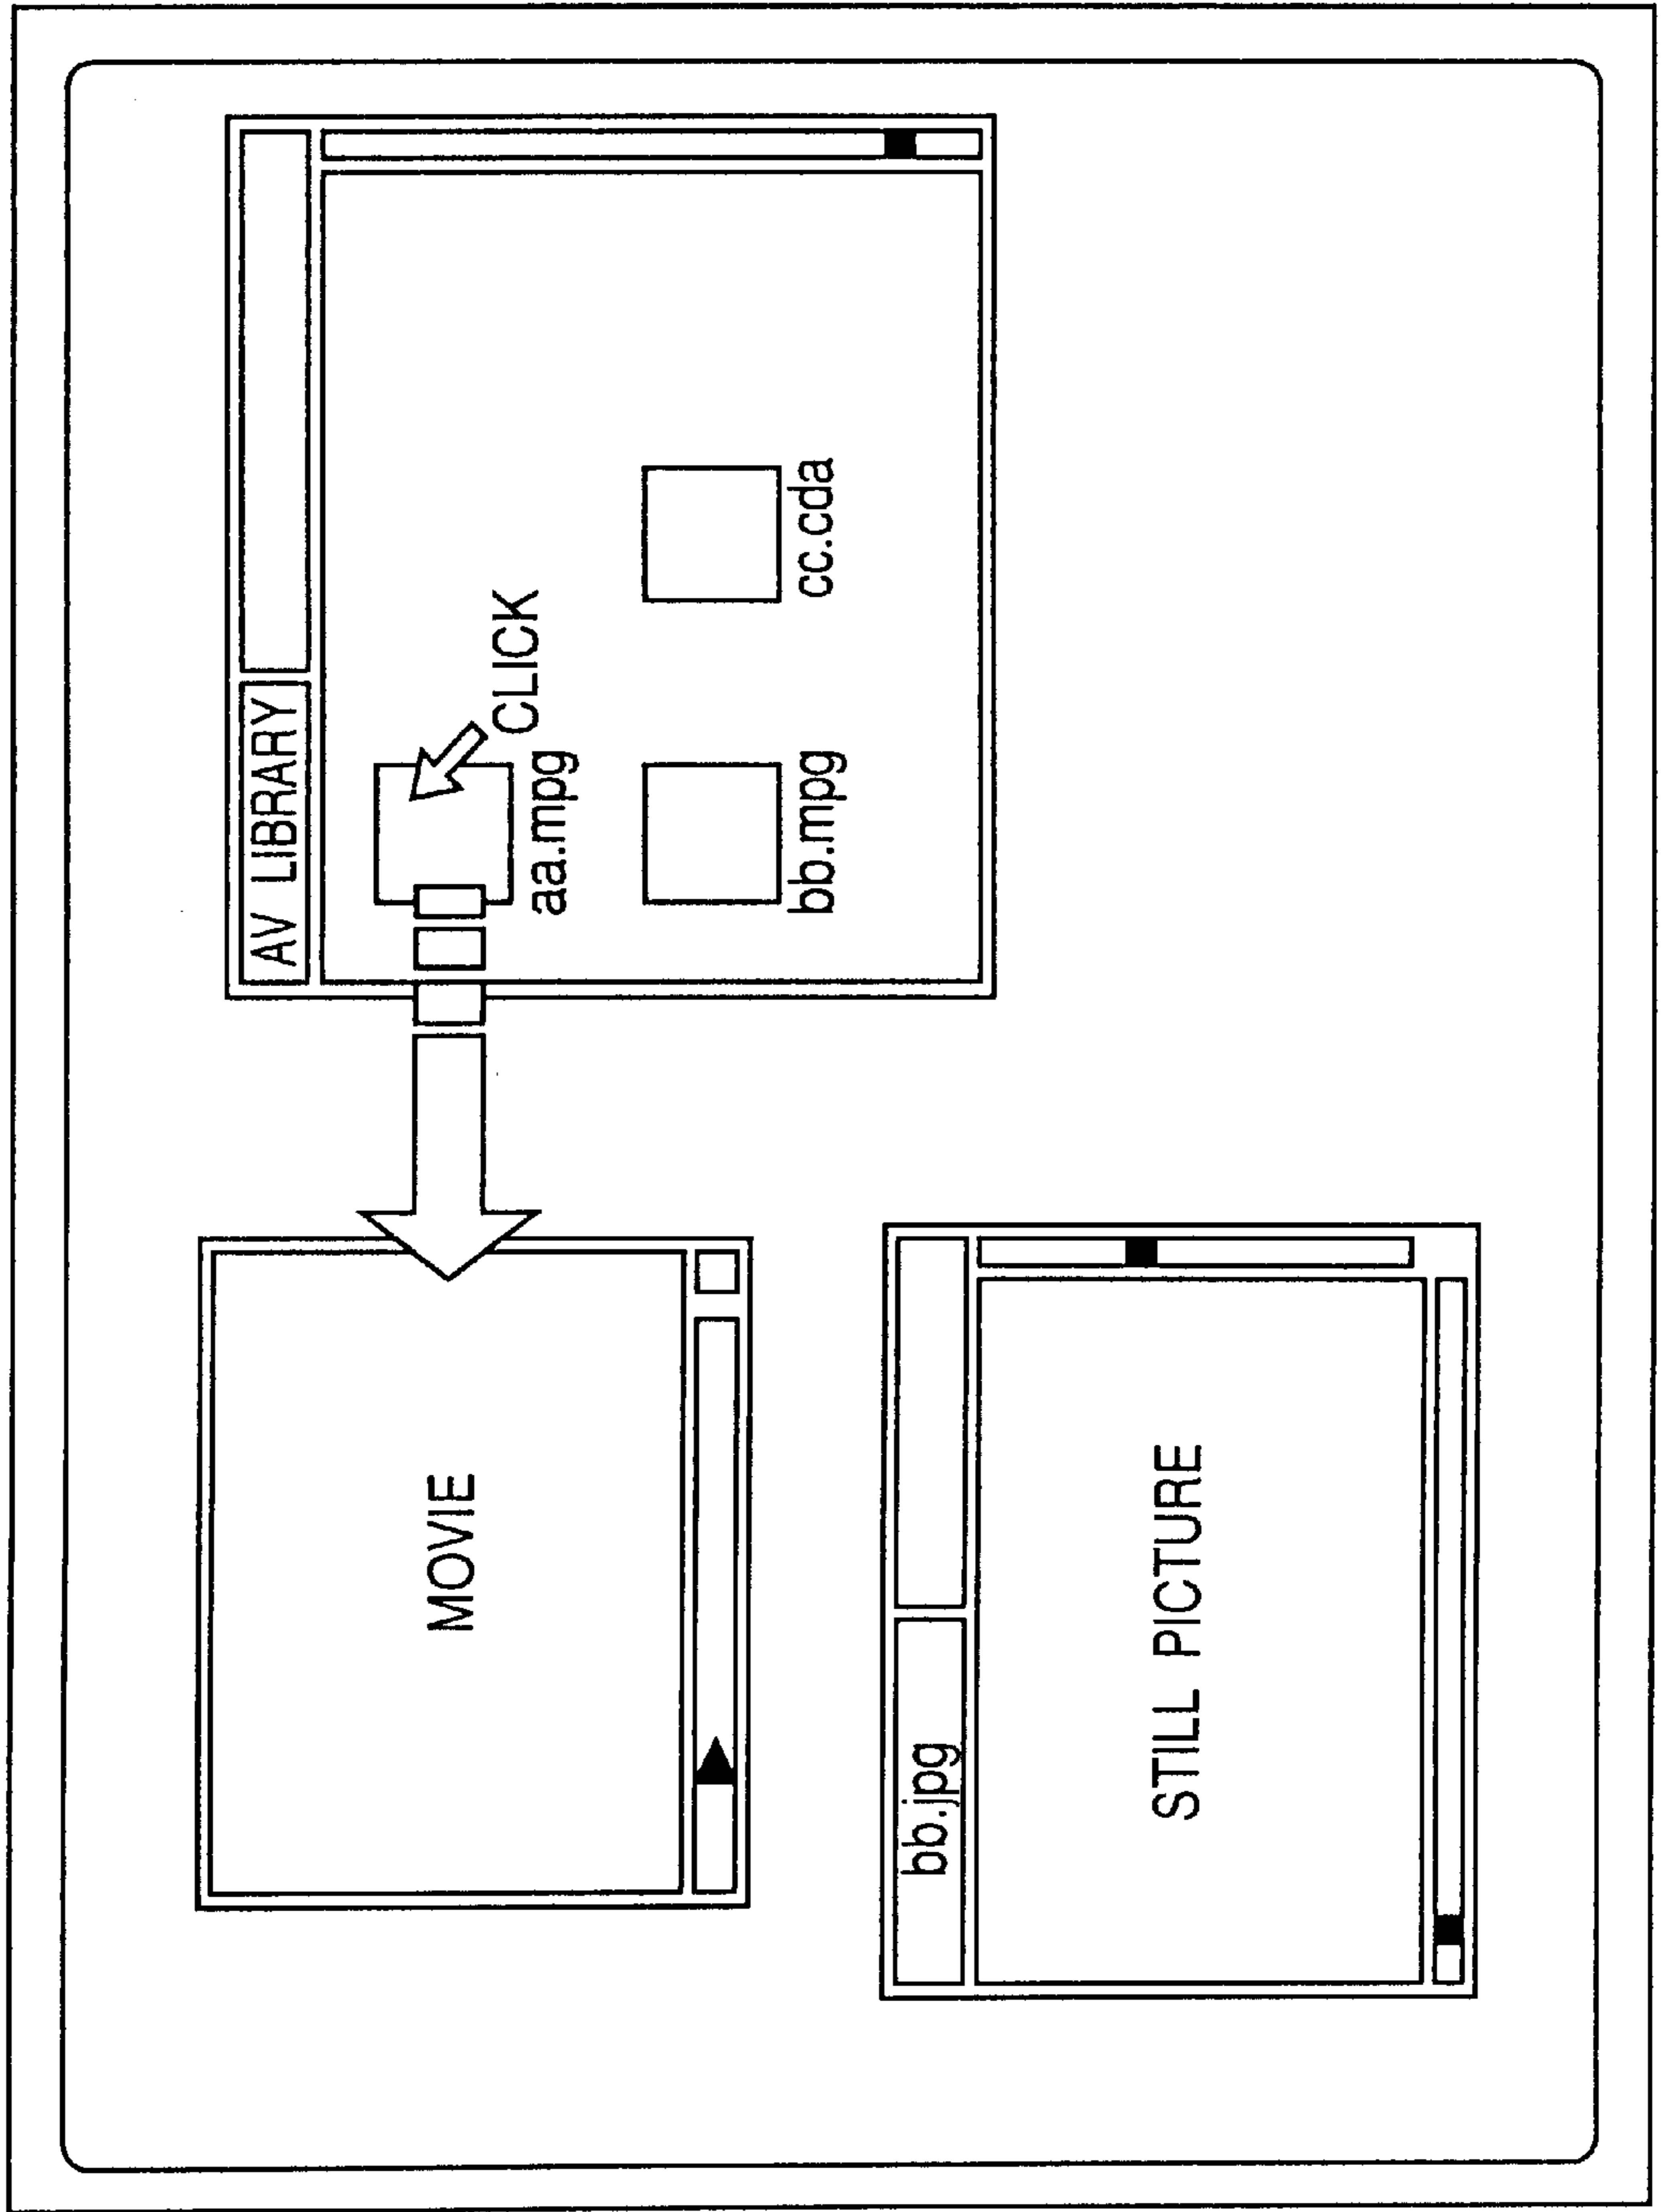 MOVIE
bb.jpg
STILL PICTURE
AV LIBRARY
CLICK
aa.mpg
bb.mpg
cc.cda